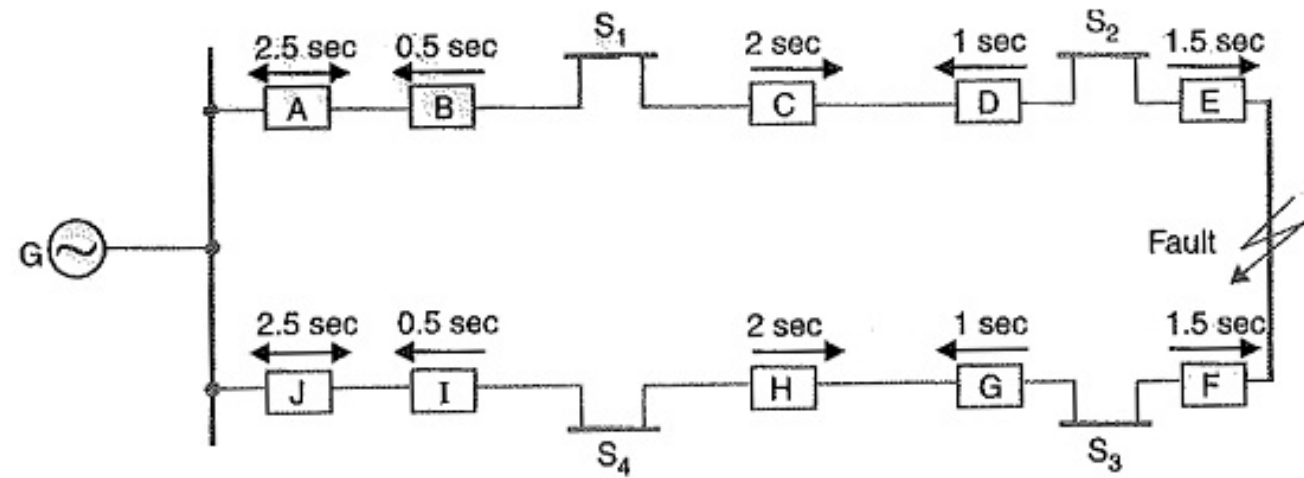 2.5 sec 0.5 sec S1 2 sec 1 sec S2 1.5 sec
A B C D E
G Fault
2.5 sec 0.5 sec 2 sec 1 sec 1.5 sec
J I H G F
S4 S3